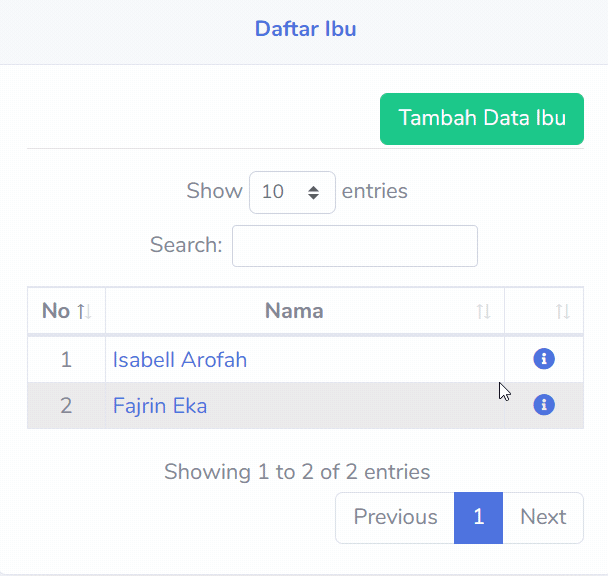 Daftar Ibu
Tambah Data Ibu
Show 10 entries
Search:
No Nama
1 Isabell Arofah
2 Fajrin Eka
Showing 1 to 2 of 2 entries
Previous 1 Next